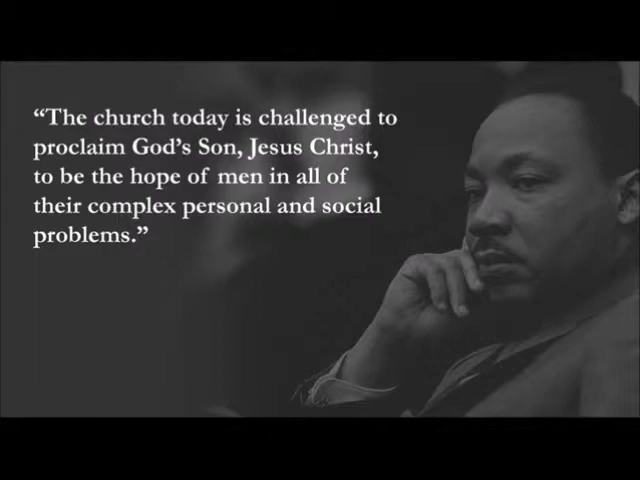 “The church today is challenged to
proclaim God’s Son, Jesus Christ,
to be the hope of men in all of
their complex personal and social
problems.”